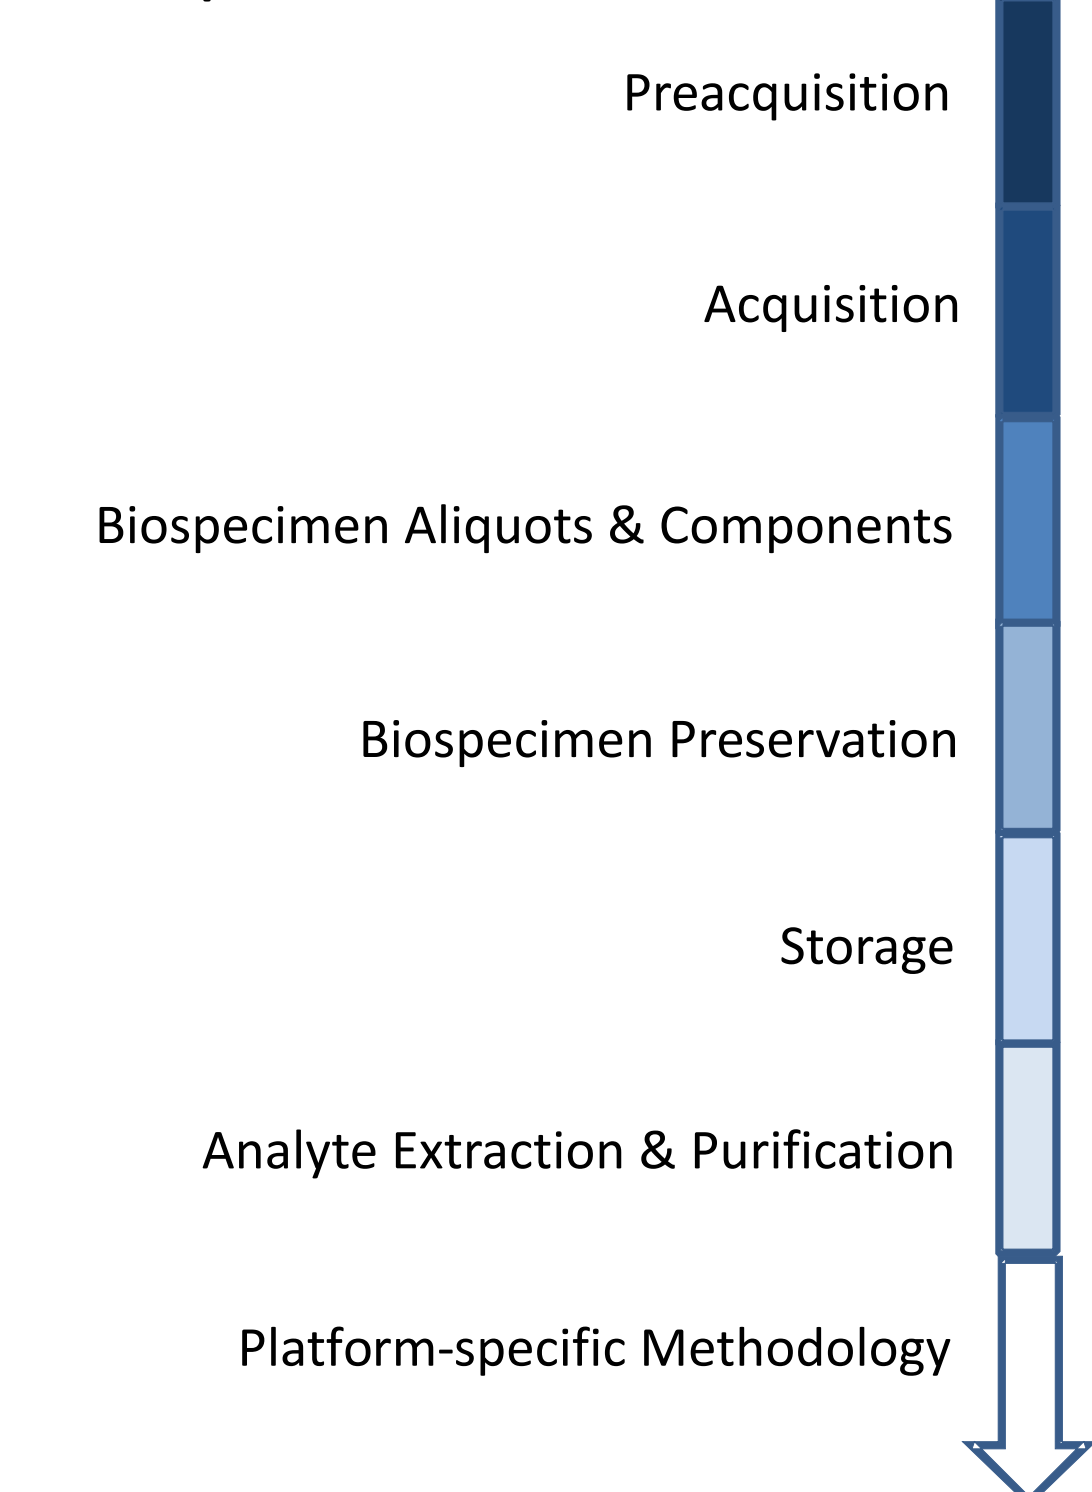 Preacquisition
Acquisition
Biospecimen Aliquots & Components
Biospecimen Preservation
Storage
Analyte Extraction & Purification
Platform-specific Methodology